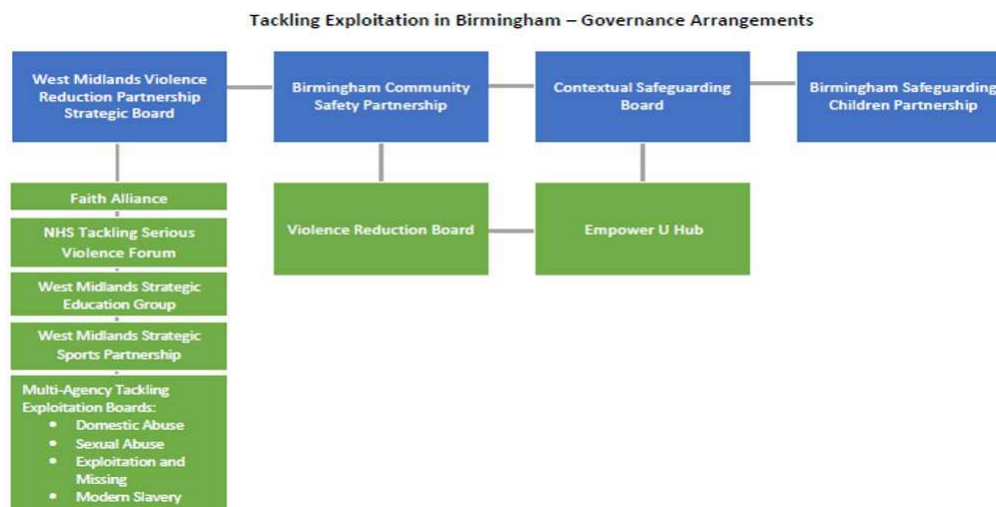 Tackling Exploitation in Birmingham – Governance Arrangements
West Midlands Violence
Reduction Partnership
Strategic Board
Birmingham Community
Safety Partnership
Contextual Safeguarding
Board
Birmingham Safeguarding
Children Partnership
Faith Alliance
NHS Tackling Serious
Violence Forum
West Midlands Strategic
Education Group
West Midlands Strategic
Sports Partnership
Multi-Agency Tackling
Exploitation Boards:
• Domestic Abuse
• Sexual Abuse
• Exploitation and
Missing
• Modern Slavery
Violence Reduction Board
Empower U Hub